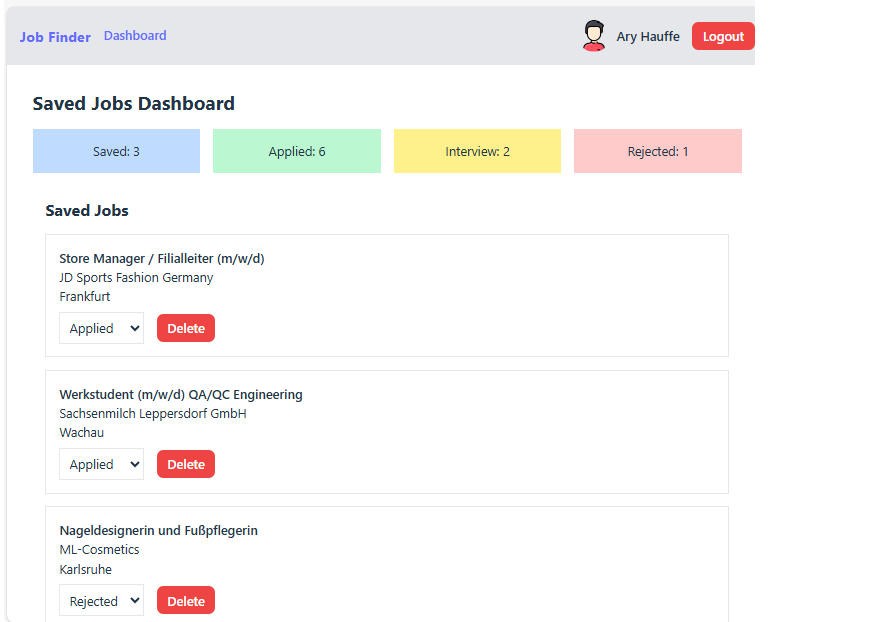 Job Finder Dashboard Ary Hauffe Logout
Saved Jobs Dashboard
Saved: 3 Applied: 6 Interview: 2 Rejected: 1
Saved Jobs
Store Manager / Filialleiter (m/w/d)
JD Sports Fashion Germany
Frankfurt
Applied Delete
Werkstudent (m/w/d) QA/QC Engineering
Sachsenmilch Leppersdorf GmbH
Wachau
Applied Delete
Nageldesignerin und Fußpflegerin
ML-Cosmetics
Karlsruhe
Rejected Delete